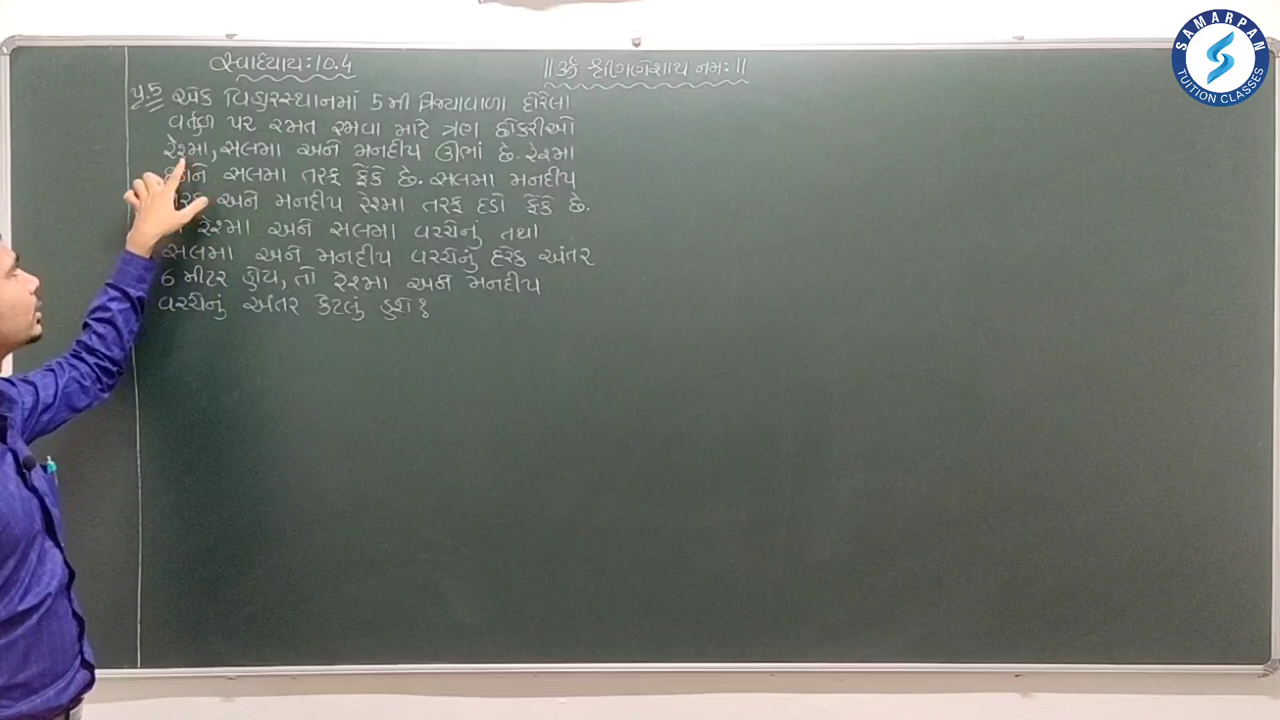 સ્વાધ્યાય:10.4
||ૐ શ્રી ગણેશાય નમ:||
પ્ર.5 એક વિહારસ્થાનમાં 5 મી ત્રિજ્યાવાળા દોરેલા
વર્તુળ પર રમત રમવા માટે ત્રણ છોકરીઓ
રેશ્મા, સલમા અને મનદીપ ઊભાં છે. રેશ્મા
સલમા તરફ ફેંકે છે. સલમા મનદીપ
અને મનદીપ રેશ્મા તરફ દડો ફેંકે છે.
રેશ્મા અને સલમા વચ્ચેનું તથા
સલમા અને મનદીપ વચ્ચેનું દરેક અંતર
6 મીટર હોય, તો રેશ્મા અને મનદીપ
વચ્ચેનું અંતર કેટલું હશે?
SAMARPAN
TUITION CLASSES